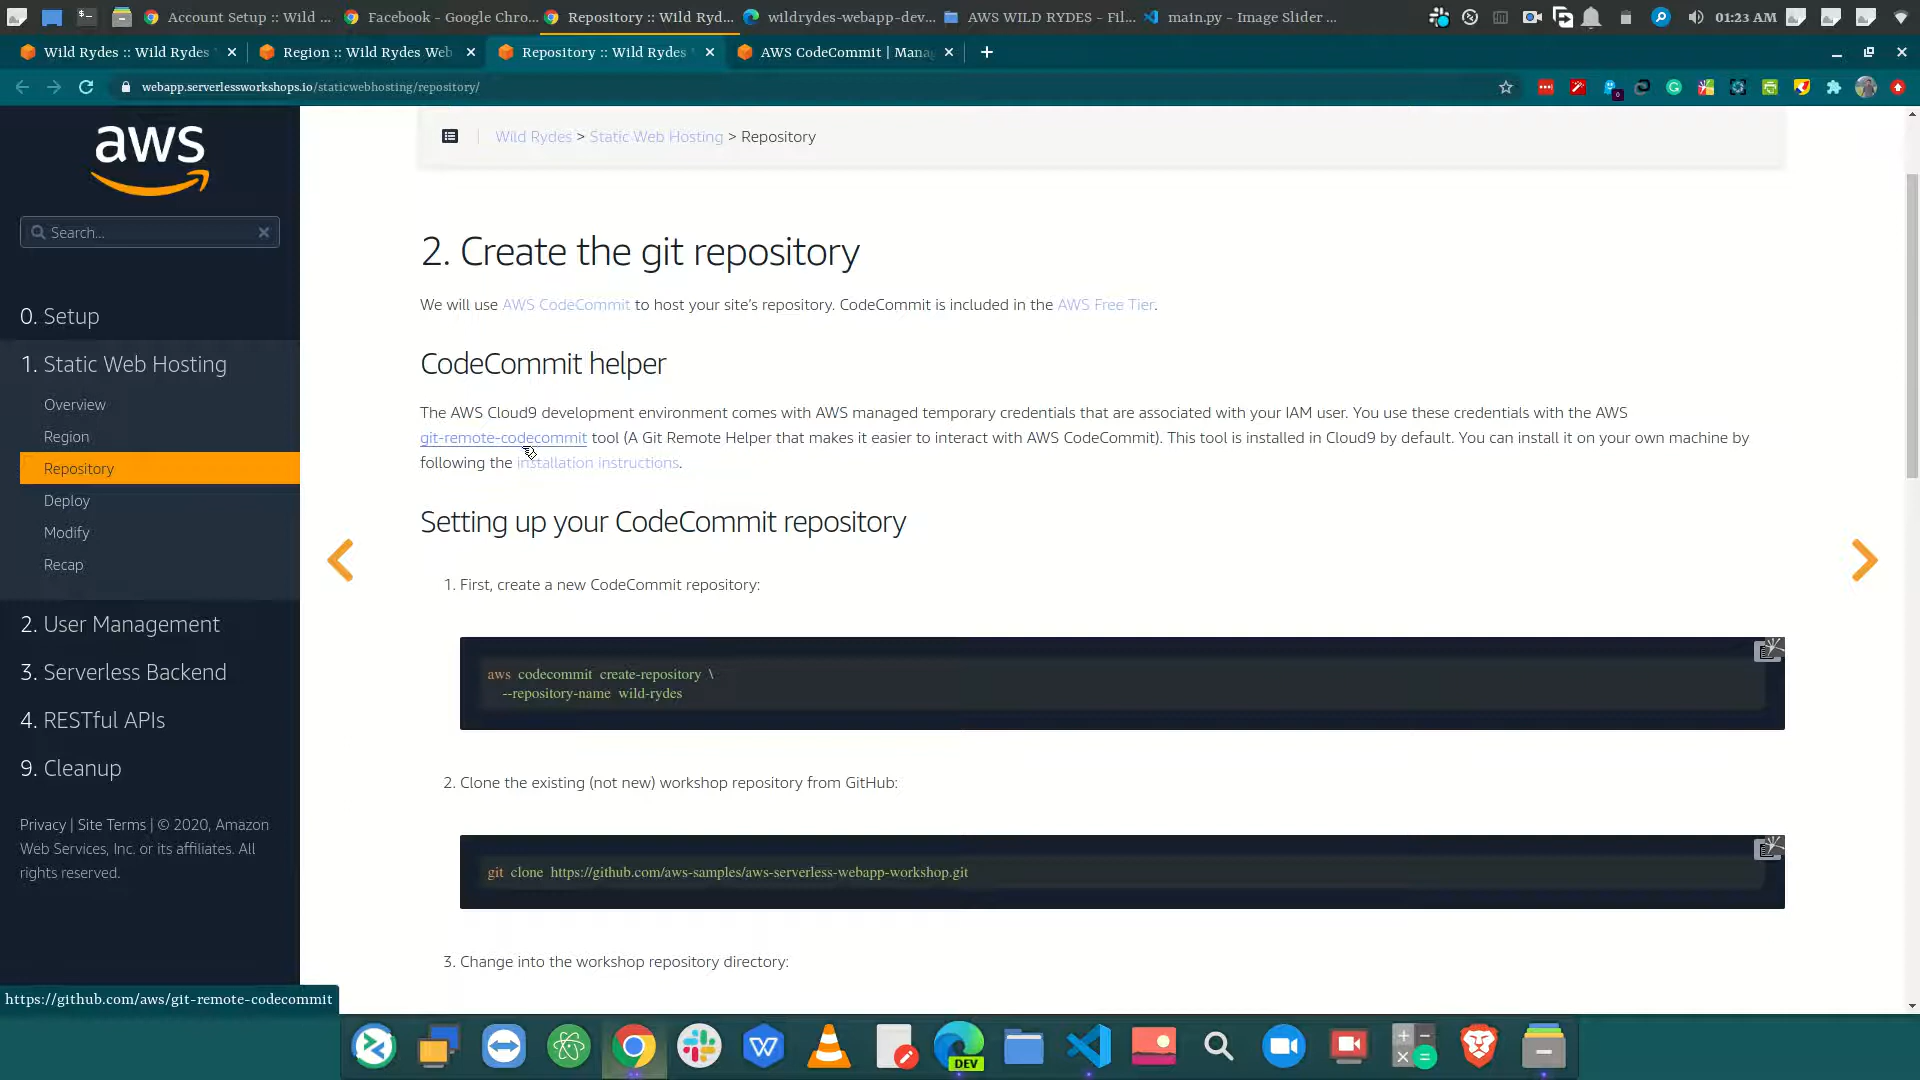 Account Setup :: Wild ...
Facebook - Google Chro...
Repository :: Wild Ryd...
wildrydes-webapp-dev...
AWS WILD RYDES - Fil...
main.py - Image Slider ...
01:23 AM
Wild Rydes :: Wild Rydes
Region :: Wild Rydes Web
Repository :: Wild Rydes
AWS CodeCommit | Mana
webapp.serverlessworkshops.io/staticwebhosting/repository/
aws
Search...
0. Setup
1. Static Web Hosting
Overview
Region
Repository
Deploy
Modify
Recap
2. User Management
3. Serverless Backend
4. RESTful APIs
9. Cleanup
Privacy | Site Terms | © 2020, Amazon
Web Services, Inc. or its affiliates. All
rights reserved.
Wild Rydes > Static Web Hosting > Repository
2. Create the git repository
We will use AWS CodeCommit to host your site's repository. CodeCommit is included in the AWS Free Tier.
CodeCommit helper
The AWS Cloud9 development environment comes with AWS managed temporary credentials that are associated with your IAM user. You use these credentials with the AWS
git-remote-codecommit tool (A Git Remote Helper that makes it easier to interact with AWS CodeCommit). This tool is installed in Cloud9 by default. You can install it on your own machine by
following the installation instructions.
Setting up your CodeCommit repository
1. First, create a new CodeCommit repository:
aws codecommit create-repository \
--repository-name wild-rydes
2. Clone the existing (not new) workshop repository from GitHub:
git clone https://github.com/aws-samples/aws-serverless-webapp-workshop.git
3. Change into the workshop repository directory:
https://github.com/aws/git-remote-codecommit
DEV